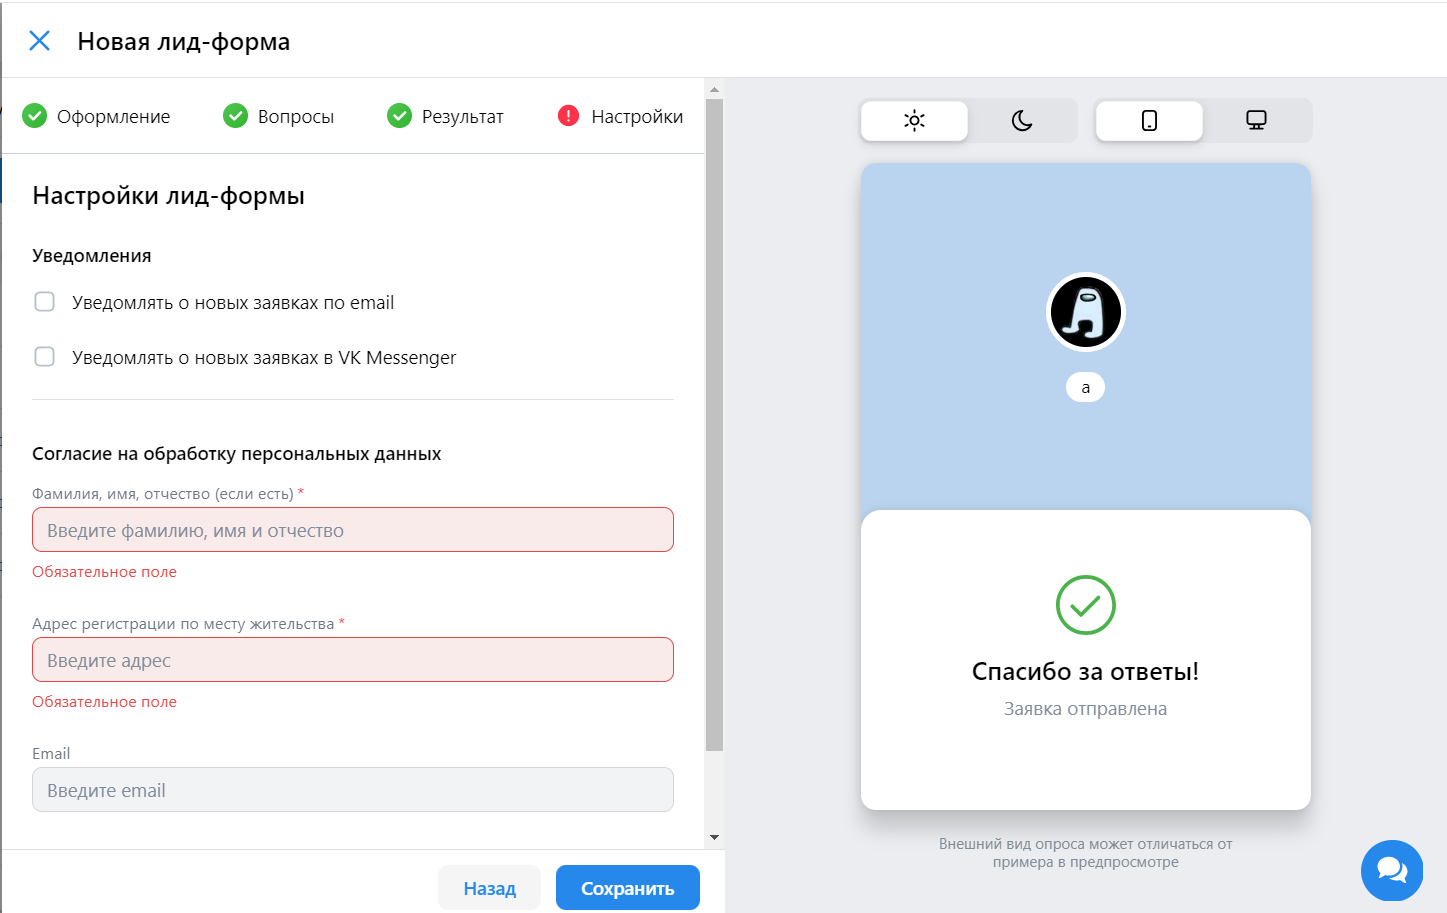 Новая лид-форма
Оформление
Вопросы
Результат
Настройки
Настройки лид-формы
Уведомления
Уведомлять о новых заявках по email
Уведомлять о новых заявках в VK Messenger
Согласие на обработку персональных данных
Фамилия, имя, отчество (если есть) *
Введите фамилию, имя и отчество
Обязательное поле
Адрес регистрации по месту жительства *
Введите адрес
Обязательное поле
Email
Введите email
Назад
Сохранить
a
Спасибо за ответы!
Заявка отправлена
Внешний вид опроса может отличаться от
примера в предпросмотре